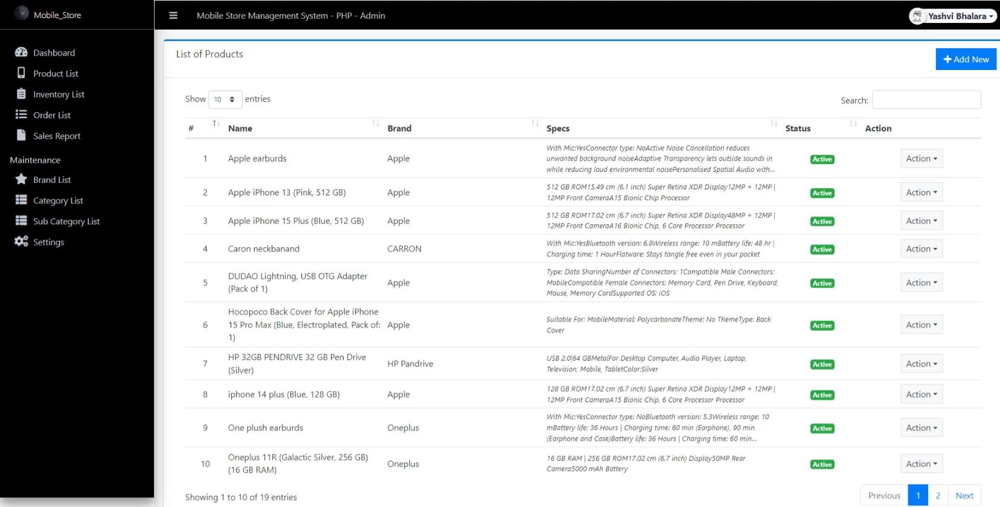 Mobile_Store
Mobile Store Management System - PHP - Admin
Yashvi Bhalara
Dashboard
Product List
Inventory List
Order List
Sales Report
Maintenance
Brand List
Category List
Sub Category List
Settings
List of Products
Add New
Show 10 entries
Search:
# Name Brand Specs Status Action
1 Apple earburds Apple With Mic:YesConnector type: NoActive Noise Cancellation reduces
unwanted background noiseAdaptive Transparency lets outside sounds in
while reducing loud environmental noisePersonalised Spatial Audio with... Active Action
2 Apple iPhone 13 (Pink, 512 GB) Apple 512 GB ROM15.49 cm (6.1 inch) Super Retina XDR Display12MP + 12MP |
12MP Front CameraA15 Bionic Chip Processor Active Action
3 Apple iPhone 15 Plus (Blue, 512 GB) Apple 512 GB ROM17.02 cm (6.7 inch) Super Retina XDR Display48MP + 12MP |
12MP Front CameraA16 Bionic Chip, 6 Core Processor Processor Active Action
4 Caron neckbanand CARRON With Mic:YesBluetooth version: 6.8Wireless range: 10 mBattery life: 48 hr |
Charging time: 1 HourFlatware: Stays tangle free even in your pocket Active Action
5 DUDAO Lightning, USB OTG Adapter
(Pack of 1) Apple Type: Data SharingNumber of Connectors: 1Compatible Male Connectors:
MobileCompatible Female Connectors: Memory Card, Pen Drive, Keyboard,
Mouse, Memory CardSupported OS: iOS Active Action
6 Hocopoco Back Cover for Apple iPhone
15 Pro Max (Blue, Electroplated, Pack of:
1) Apple Suitable For: MobileMaterial: PolycarbonateTheme: No ThemeType: Back
Cover Active Action
7 HP 32GB PENDRIVE 32 GB Pen Drive
(Silver) HP Pandrive USB 2.0|64 GBMetalFor Desktop Computer, Audio Player, Laptop,
Television, Mobile, TabletColor:Silver Active Action
8 iphone 14 plus (Blue, 128 GB) Apple 128 GB ROM17.02 cm (6.7 inch) Super Retina XDR Display12MP + 12MP |
12MP Front CameraA15 Bionic Chip, 6 Core Processor Processor Active Action
9 One plush earburds Oneplus With Mic:YesConnector type: NoBluetooth version: 5.3Wireless range: 10
mBattery life: 36 Hours | Charging time: 60 min (Earphone), 90 min
(Earphone and Case)Battery life: 36 Hours | Charging time: 60 min... Active Action
10 Oneplus 11R (Galactic Silver, 256 GB)
(16 GB RAM) Oneplus 16 GB RAM | 256 GB ROM17.02 cm (6.7 inch) Display50MP Rear
Camera5000 mAh Battery Active Action
Showing 1 to 10 of 19 entries
Previous 1 2 Next